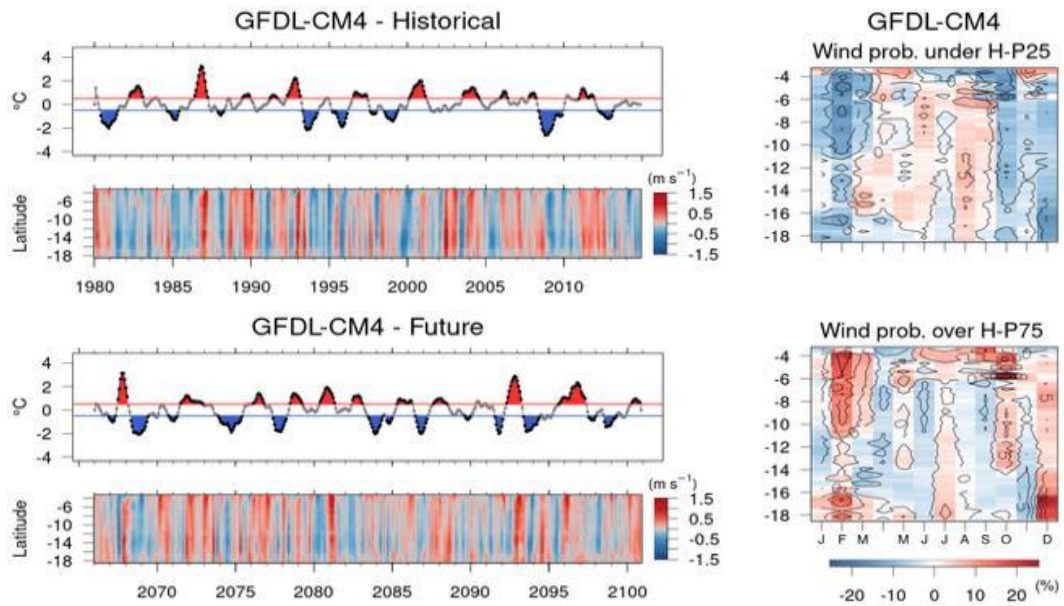 GFDL-CM4 - Historical
°C
4
2
0
-2
-4
Latitude
-6
-10
-14
-18
(m s⁻¹)
1.5
0.5
-0.5
-1.5
1980 1985 1990 1995 2000 2005 2010
GFDL-CM4 - Future
°C
4
2
0
-2
-4
Latitude
-6
-10
-14
-18
(m s⁻¹)
1.5
0.5
-0.5
-1.5
2070 2075 2080 2085 2090 2095 2100
GFDL-CM4
Wind prob. under H-P25
-4
-6
-8
-10
-12
-14
-16
-18
Wind prob. over H-P75
-4
-6
-8
-10
-12
-14
-16
-18
J F M M J J A S O D
-20 -10 0 10 20 (%)